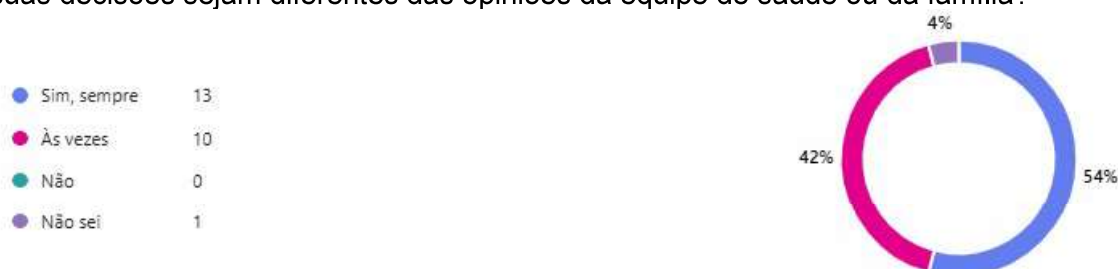 suas decisões sejam diferentes das opiniões da equipe de saúde ou da família?
4%
Sim, sempre 13
Às vezes 10
42%
54%
Não 0
Não sei 1